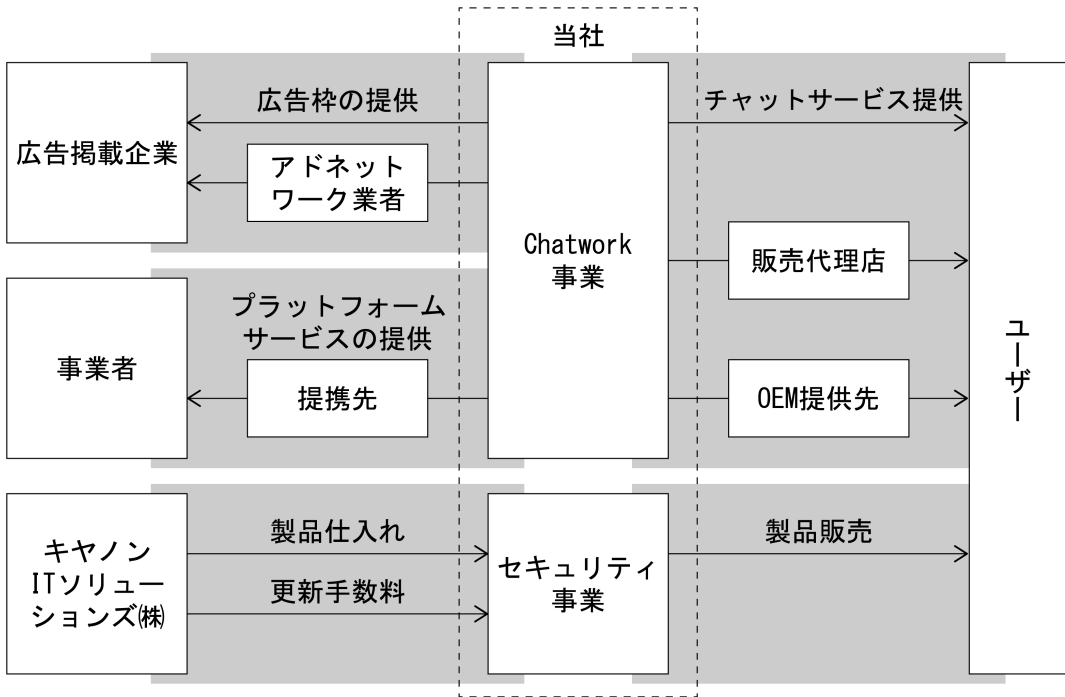 当社
広告枠の提供
チャットサービス提供
広告掲載企業
アドネット
ワーク業者
Chatwork
事業
販売代理店
プラットフォーム
サービスの提供
事業者
提携先
OEM提供先
ユーザー
キヤノン
ITソリュー
ションズ㈱
製品仕入れ
更新手数料
セキュリティ
事業
製品販売